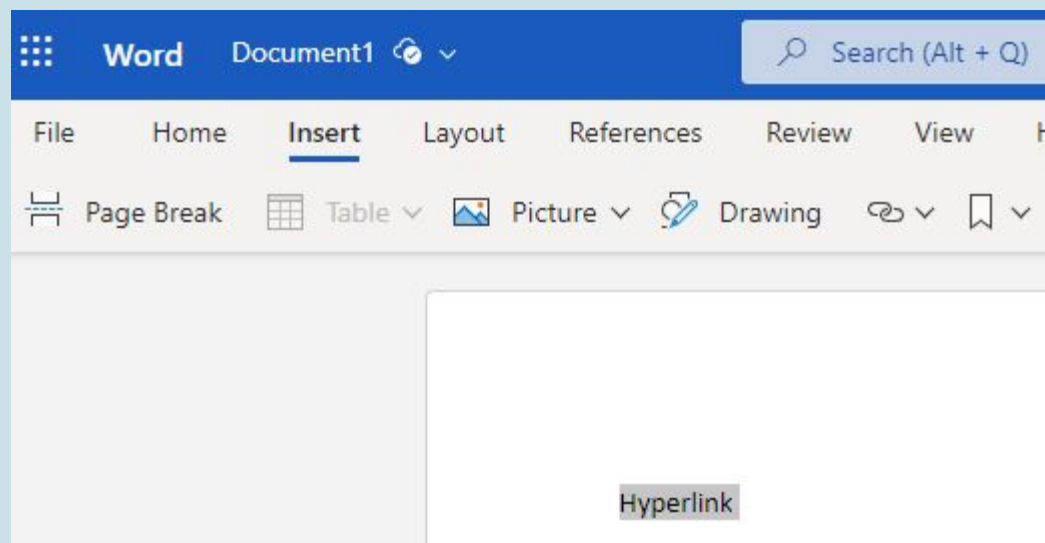 Word Document1 Search (Alt + Q)
File Home Insert Layout References Review View H
Page Break Table Picture Drawing
Hyperlink